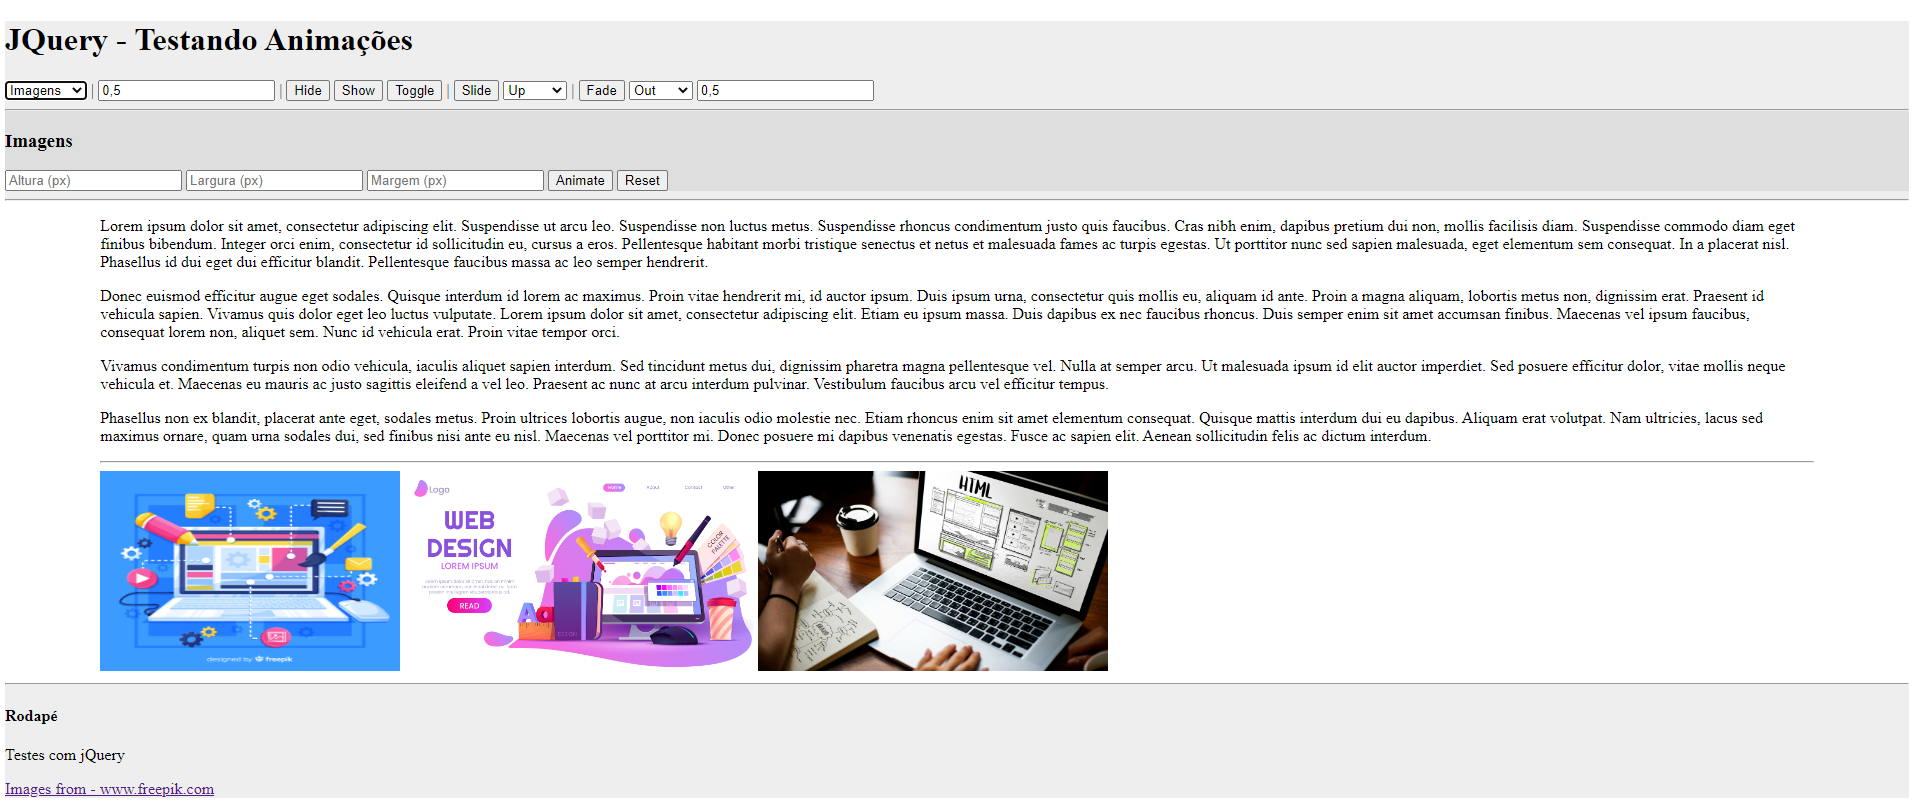 JQuery - Testando Animações
Imagens | 0,5 | Hide Show Toggle | Slide Up | Fade Out 0,5
Imagens
Altura (px) Largura (px) Margem (px) Animate Reset
Lorem ipsum dolor sit amet, consectetur adipiscing elit. Suspendisse ut arcu leo. Suspendisse non luctus metus. Suspendisse rhoncus condimentum justo quis faucibus. Cras nibh enim, dapibus pretium dui non, mollis facilisis diam. Suspendisse commodo diam eget
finibus bibendum. Integer orci enim, consectetur id sollicitudin eu, cursus a eros. Pellentesque habitant morbi tristique senectus et netus et malesuada fames ac turpis egestas. Ut porttitor nunc sed sapien malesuada, eget elementum sem consequat. In a placerat nisl.
Phasellus id dui eget dui efficitur blandit. Pellentesque faucibus massa ac leo semper hendrerit.
Donec euismod efficitur augue eget sodales. Quisque interdum id lorem ac maximus. Proin vitae hendrerit mi, id auctor ipsum. Duis ipsum urna, consectetur quis mollis eu, aliquam id ante. Proin a magna aliquam, lobortis metus non, dignissim erat. Praesent id
vehicula sapien. Vivamus quis dolor eget leo luctus vulputate. Lorem ipsum dolor sit amet, consectetur adipiscing elit. Etiam eu ipsum massa. Duis dapibus ex nec faucibus rhoncus. Duis semper enim sit amet accumsan finibus. Maecenas vel ipsum faucibus,
consequat lorem non, aliquet sem. Nunc id vehicula erat. Proin vitae tempor orci.
Vivamus condimentum turpis non odio vehicula, iaculis aliquet sapien interdum. Sed tincidunt metus dui, dignissim pharetra magna pellentesque vel. Nulla at semper arcu. Ut malesuada ipsum id elit auctor imperdiet. Sed posuere efficitur dolor, vitae mollis neque
vehicula et. Maecenas eu mauris ac justo sagittis eleifend a vel leo. Praesent ac nunc at arcu interdum pulvinar. Vestibulum faucibus arcu vel efficitur tempus.
Phasellus non ex blandit, placerat ante eget, sodales metus. Proin ultrices lobortis augue, non iaculis odio molestie nec. Etiam rhoncus enim sit amet elementum consequat. Quisque mattis interdum dui eu dapibus. Aliquam erat volutpat. Nam ultricies, lacus sed
maximus ornare, quam urna sodales dui, sed finibus nisi ante eu nisl. Maecenas vel porttitor mi. Donec posuere mi dapibus venenatis egestas. Fusce ac sapien elit. Aenean sollicitudin felis ac dictum interdum.
designed by freepik
Logo
Home About Contact Other
WEB
DESIGN
LOREM IPSUM
READ
COLOR
PALETTE
Ad
DESIGN
HTML
Rodapé
Testes com jQuery
Images from - www.freepik.com